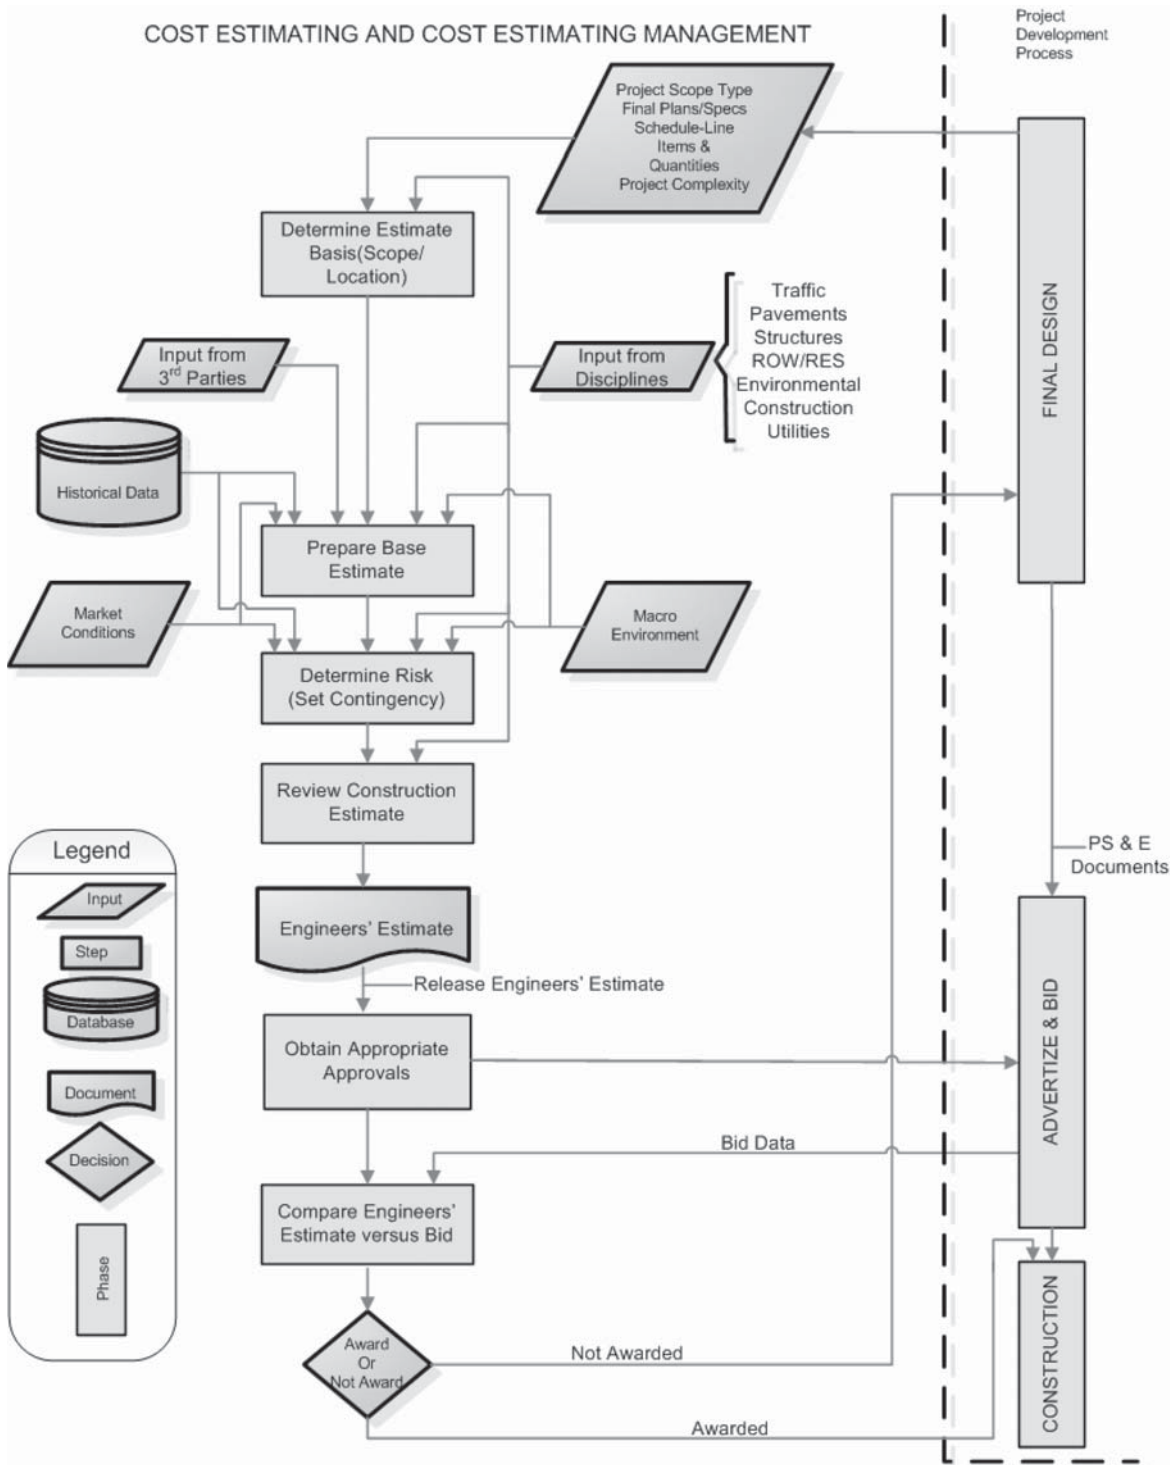 COST ESTIMATING AND COST ESTIMATING MANAGEMENT
Project
Development
Process
Project Scope Type
Final Plans/Specs
Schedule-Line
Items &
Quantities
Project Complexity
Determine Estimate
Basis(Scope/
Location)
Input from
3rd Parties
Input from
Disciplines
Traffic
Pavements
Structures
ROW/RES
Environmental
Construction
Utilities
FINAL DESIGN
Historical Data
Prepare Base
Estimate
Market
Conditions
Macro
Environment
Determine Risk
(Set Contingency)
Review Construction
Estimate
PS & E
Documents
Engineers' Estimate
Release Engineers' Estimate
Obtain Appropriate
Approvals
ADVERTIZE & BID
Bid Data
Compare Engineers'
Estimate versus Bid
Award
Or
Not Award
Not Awarded
Awarded
CONSTRUCTION
Legend
Input
Step
Database
Document
Decision
Phase